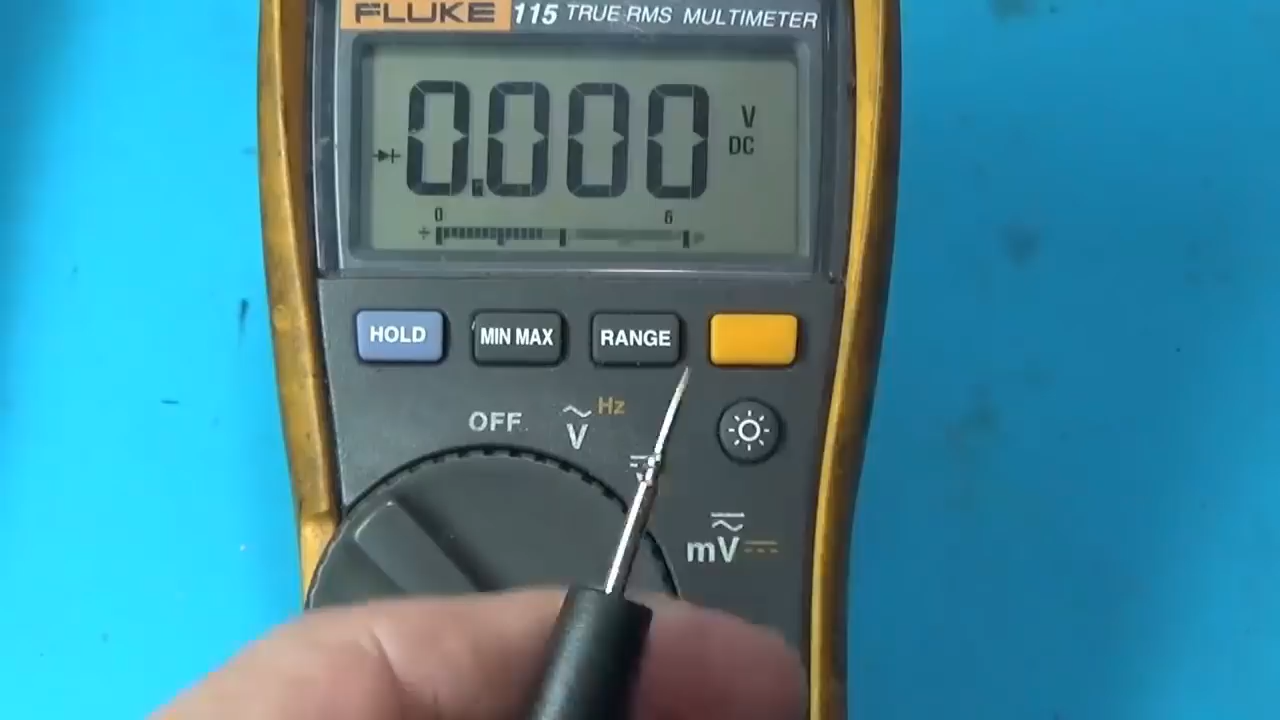 FLUKE 115 TRUE RMS MULTIMETER
0.000 V
DC
0 6
+
HOLD MIN MAX RANGE
OFF V Hz
mV